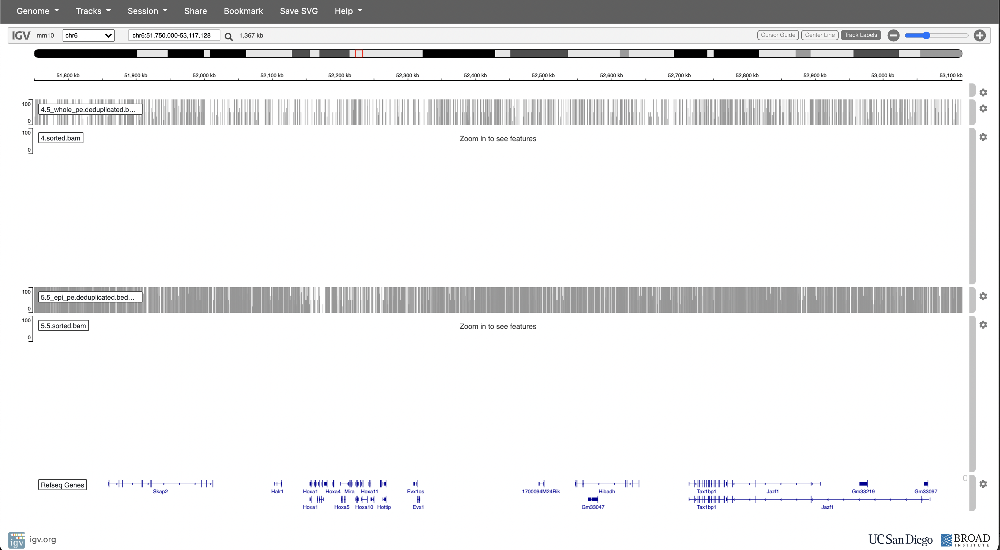 Genome Tracks Session Share Bookmark Save SVG Help
IGV mm10 chr6 chr6:51,750,000-53,117,128 1,367 kb Cursor Guide Center Line Track Labels
51,800 kb 51,900 kb 52,000 kb 52,100 kb 52,200 kb 52,300 kb 52,400 kb 52,500 kb 52,600 kb 52,700 kb 52,800 kb 52,900 kb 53,000 kb 53,100 kb
100
4.5_whole_pe.deduplicated.b...
0
100
4.sorted.bam Zoom in to see features
0
100
5.5_epi_pe.deduplicated.bed...
0
100
5.5.sorted.bam Zoom in to see features
0
Refseq Genes
Skap2 Halr1 Hoxa1 Hoxa4 Mira Hoxa11 Evx1os 1700094M24Rik Hibadh Tax1bp1 Jazf1 Gm33219 Gm33097
Hoxa1 Hoxa5 Hoxa10 Hottip Evx1 Gm33047 Tax1bp1 Jazf1
igv igv.org UC San Diego BROAD
INSTITUTE